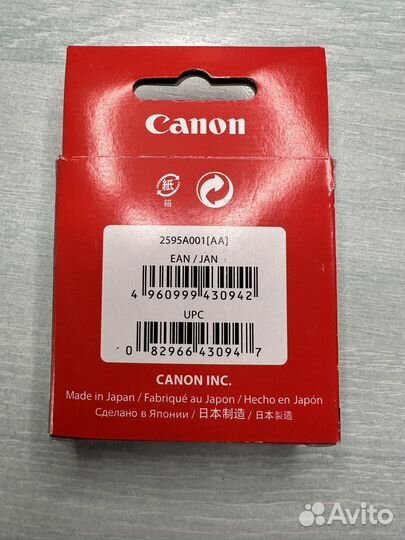 Canon
紙
箱
2595A001[AA]
EAN / JAN
4 960999 430942
UPC
0 82966 43094 7
CANON INC.
Made in Japan / Fabriqué au Japon / Hecho en Japón
Сделано в Японии / 日本制造 / 日本製造
Avito